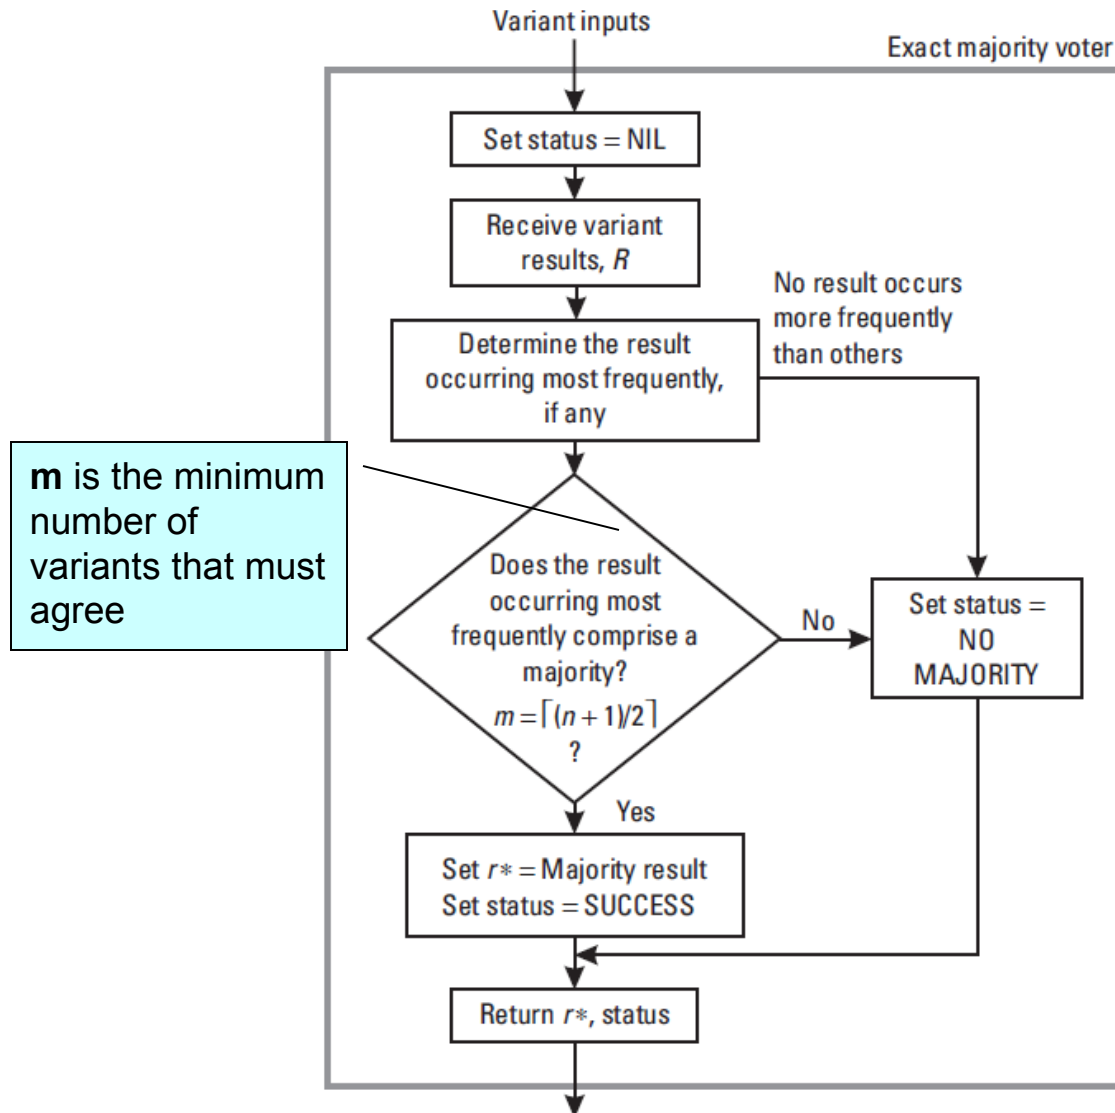 Variant inputs
Exact majority voter
Set status = NIL
Receive variant
results, R
No result occurs
more frequently
than others
Determine the result
occurring most frequently,
if any
m is the minimum
number of
variants that must
agree
Does the result
occurring most
frequently comprise a
majority?
m = ⌈(n + 1)/2⌉
?
No
Set status =
NO
MAJORITY
Yes
Set r* = Majority result
Set status = SUCCESS
Return r*, status